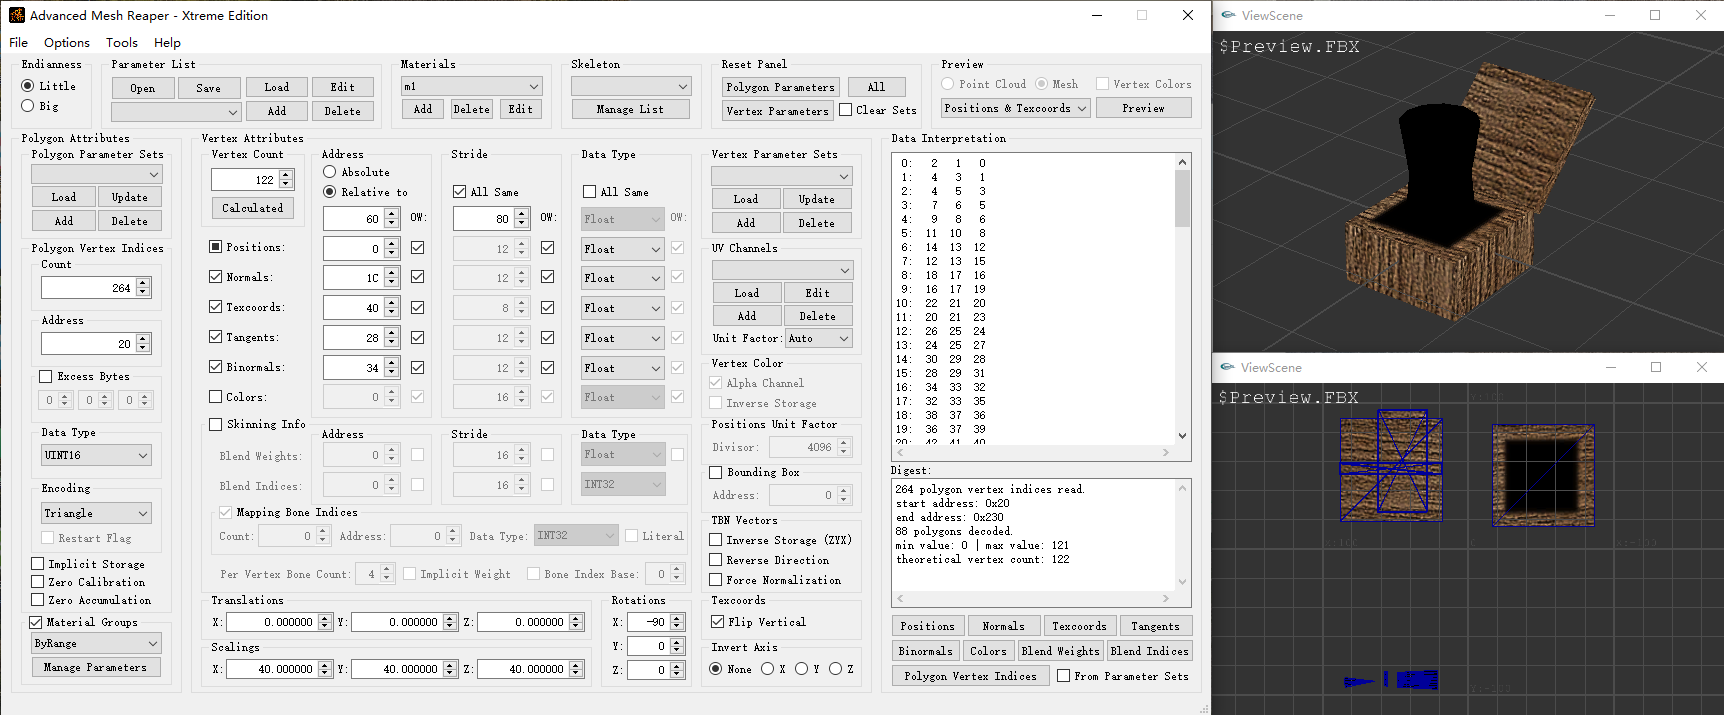 Advanced Mesh Reaper - Xtreme Edition
File Options Tools Help
Endianness
Little
Big
Parameter List
Open Save Load Edit
Add Delete
Materials
m1
Add Delete Edit
Skeleton
Manage List
Reset Panel
Polygon Parameters All
Vertex Parameters Clear Sets
Preview
Point Cloud Mesh Vertex Colors
Positions & Texcoords Preview
Polygon Attributes
Polygon Parameter Sets
Load Update
Add Delete
Polygon Vertex Indices
Count
264
Address
20
Excess Bytes
0 0 0
Data Type
UINT16
Encoding
Triangle
Restart Flag
Implicit Storage
Zero Calibration
Zero Accumulation
Material Groups
ByRange
Manage Parameters
Vertex Attributes
Vertex Count
122
Calculated
Address
Absolute
Relative to
60 OW:
Stride
All Same
80 OW:
Data Type
All Same
Float OW:
Positions: 0 12 Float
Normals: 1C 12 Float
Texcoords: 40 8 Float
Tangents: 28 12 Float
Binormals: 34 12 Float
Colors: 0 16 Float
Skinning Info
Address Stride Data Type
Blend Weights: 0 16 Float
Blend Indices: 0 16 INT32
Mapping Bone Indices
Count: 0 Address: 0 Data Type: INT32 Literal
Per Vertex Bone Count: 4 Implicit Weight Bone Index Base: 0
Translations
X: 0.000000 Y: 0.000000 Z: 0.000000
Scalings
X: 40.000000 Y: 40.000000 Z: 40.000000
Rotations
X: -90
Y: 0
Z: 0
Vertex Parameter Sets
Load Update
Add Delete
UV Channels
Load Edit
Add Delete
Unit Factor: Auto
Vertex Color
Alpha Channel
Inverse Storage
Positions Unit Factor
Divisor: 4096
Bounding Box
Address: 0
TBN Vectors
Inverse Storage (ZYX)
Reverse Direction
Force Normalization
Texcoords
Flip Vertical
Invert Axis
None X Y Z
Data Interpretation
0: 2 1 0
1: 4 3 1
2: 4 5 3
3: 7 6 5
4: 9 8 6
5: 11 10 8
6: 14 13 12
7: 12 13 15
8: 18 17 16
9: 16 17 19
10: 22 21 20
11: 20 21 23
12: 26 25 24
13: 24 25 27
14: 30 29 28
15: 28 29 31
16: 34 33 32
17: 32 33 35
18: 38 37 36
19: 36 37 39
20: 42 41 40
Digest:
264 polygon vertex indices read.
start address: 0x20
end address: 0x230
88 polygons decoded.
min value: 0 | max value: 121
theoretical vertex count: 122
Positions Normals Texcoords Tangents
Binormals Colors Blend Weights Blend Indices
Polygon Vertex Indices From Parameter Sets
ViewScene
$Preview.FBX
ViewScene
$Preview.FBX